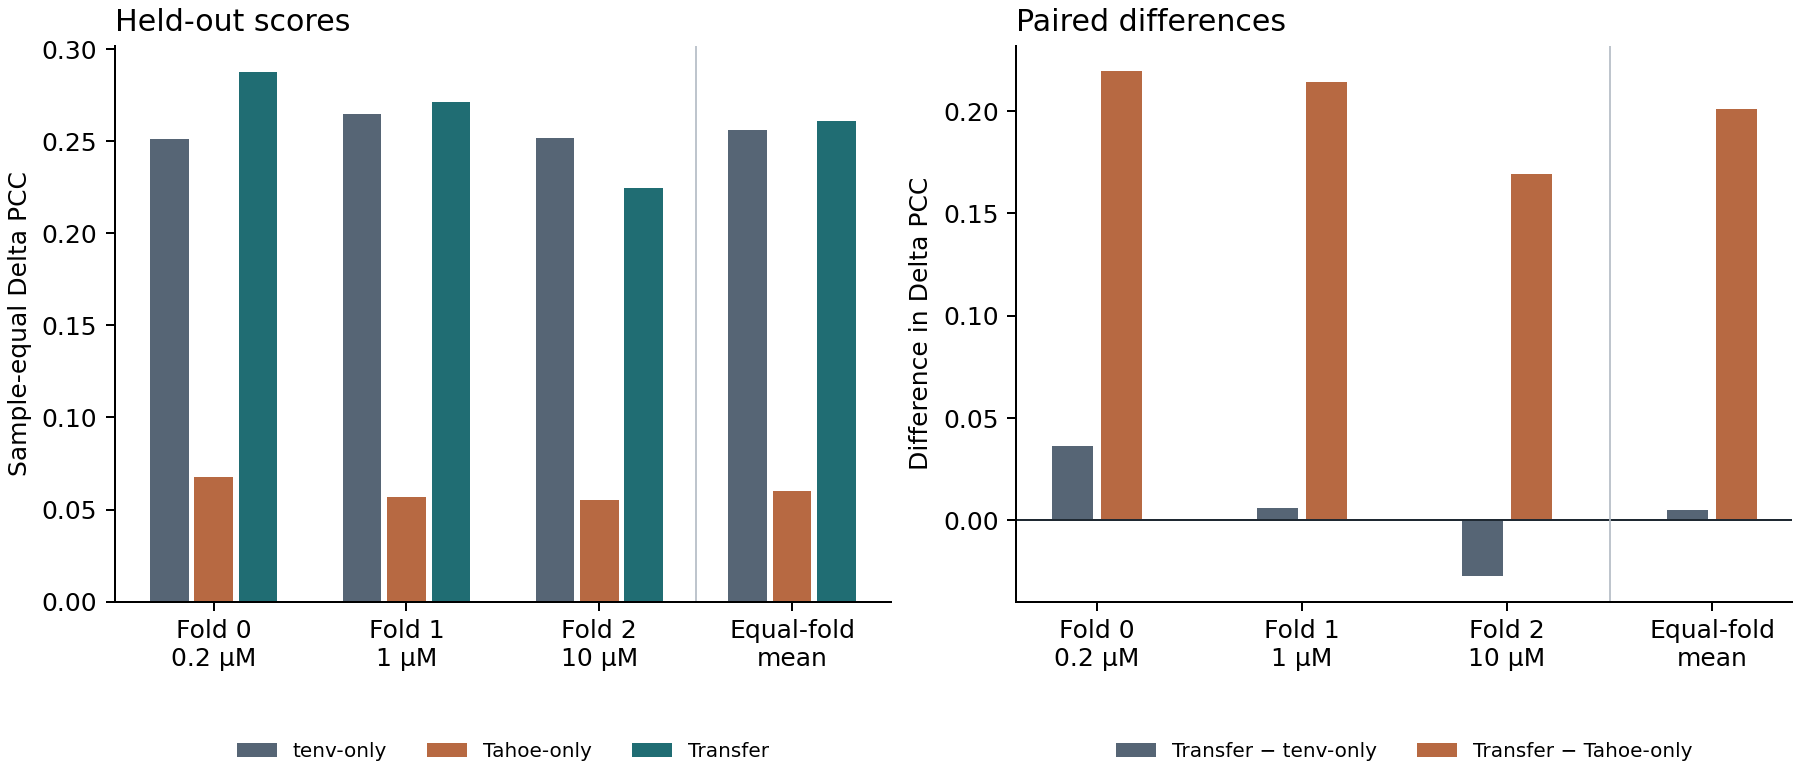 Held-out scores
Sample-equal Delta PCC
0.30
0.25
0.20
0.15
0.10
0.05
0.00
Fold 0
0.2 µM
Fold 1
1 µM
Fold 2
10 µM
Equal-fold
mean
tenv-only
Tahoe-only
Transfer
Paired differences
Difference in Delta PCC
0.20
0.15
0.10
0.05
0.00
Fold 0
0.2 µM
Fold 1
1 µM
Fold 2
10 µM
Equal-fold
mean
Transfer − tenv-only
Transfer − Tahoe-only